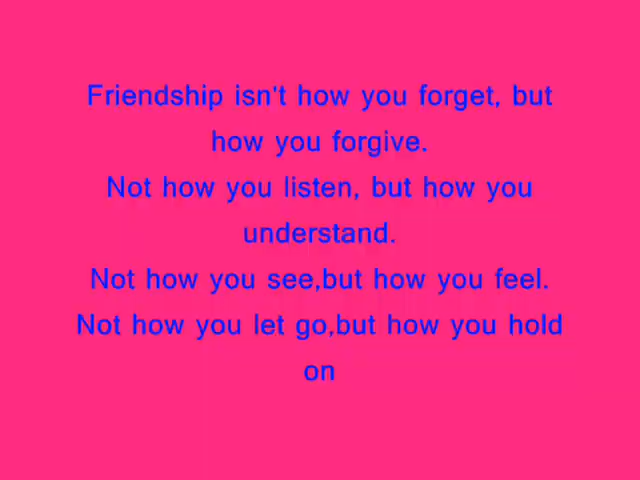 Friendship isn't how you forget, but
how you forgive.
Not how you listen, but how you
understand.
Not how you see,but how you feel.
Not how you let go,but how you hold
on